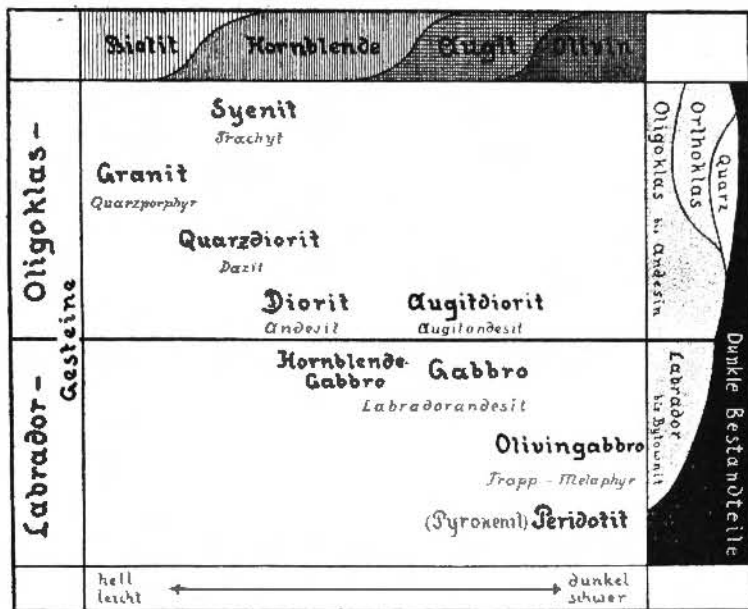 Biotit Hornblende Augit Olivin
Oligoklas-
Labrador-
Gesteine
Syenit
Trachyt
Granit
Quarzporphyr
Quarzdiorit
Dazit
Diorit
Andesit
Augitdiorit
Augitandesit
Hornblende-
Gabbro
Gabbro
Labradorandesit
Olivingabbro
Trapp - Melaphyr
(Pyroxenit) Peridotit
Oligoklas bis Andesin
Orthoklas
Quarz
Labrador
bis Bytownit
Dunkle Bestandteile
hell
leicht
dunkel
schwer